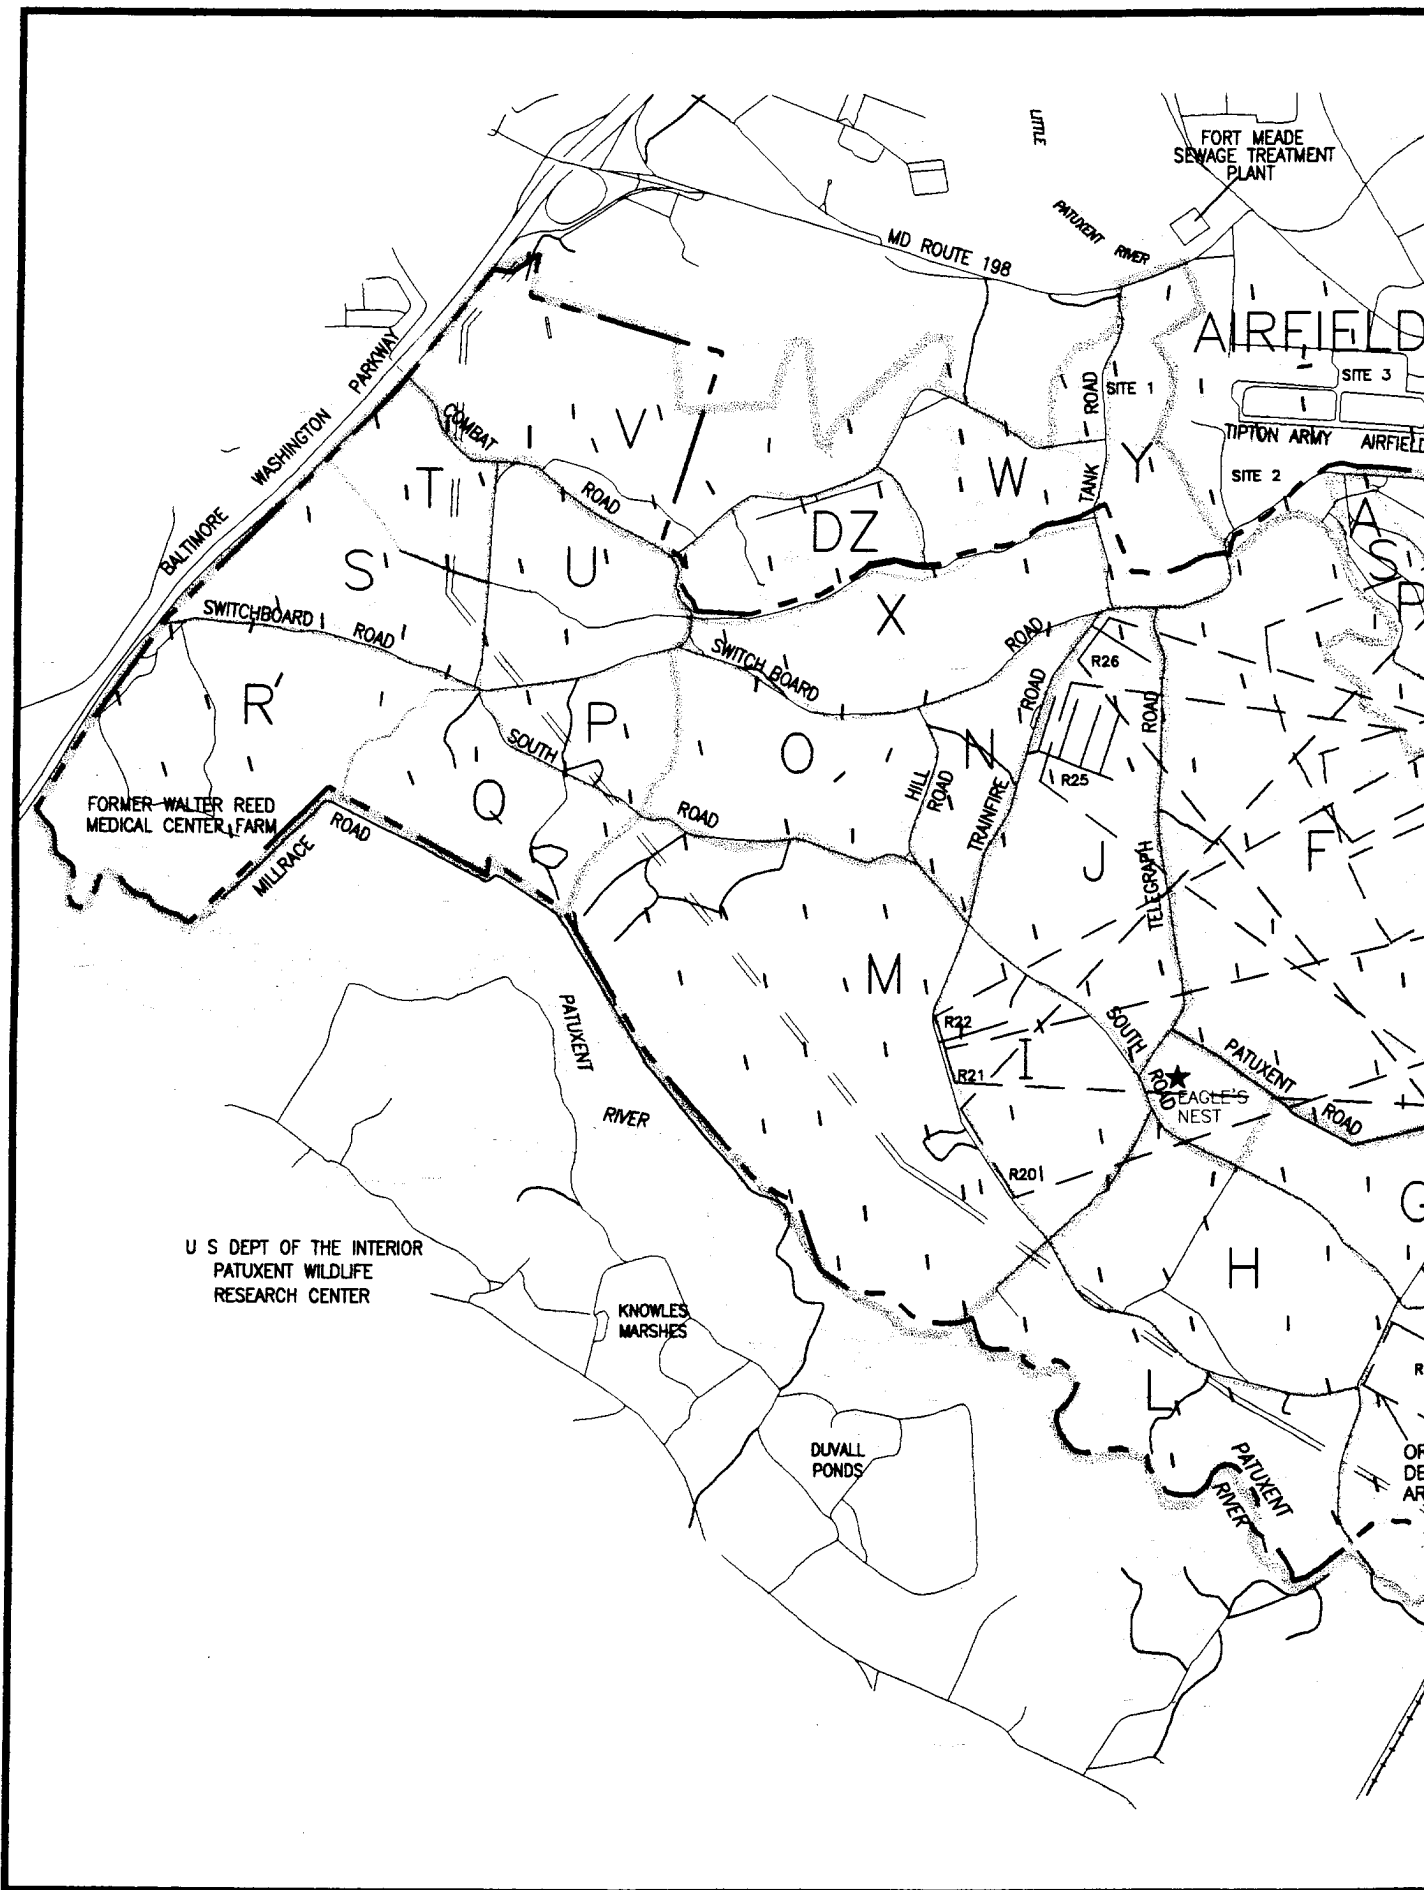 LITTLE
PATUXENT RIVER
FORT MEADE
SEWAGE TREATMENT
PLANT
MD ROUTE 198
AIRFIELD
SITE 3
SITE 1
TANK ROAD
TIPTON ARMY AIRFIELD
SITE 2
BALTIMORE WASHINGTON PARKWAY
COMBAT ROAD
V
T
W
Y
DZ
A
S
P
S
U
X
SWITCHBOARD ROAD
SWITCH BOARD ROAD
R26
R
P
O
N
ROAD
ROAD
R25
SOUTH ROAD
HILL
ROAD
TRAINFIRE
Q
FORMER WALTER REED
MEDICAL CENTER FARM
MILLRACE ROAD
J
F
TELEGRAPH
M
PATUXENT
RIVER
R22
I
R21
SOUTH ROAD
PATUXENT ROAD
EAGLE'S
NEST
R20
G
H
U S DEPT OF THE INTERIOR
PATUXENT WILDLIFE
RESEARCH CENTER
KNOWLES
MARSHES
R
L
DUVALL
PONDS
PATUXENT
RIVER
OR
DE
AR